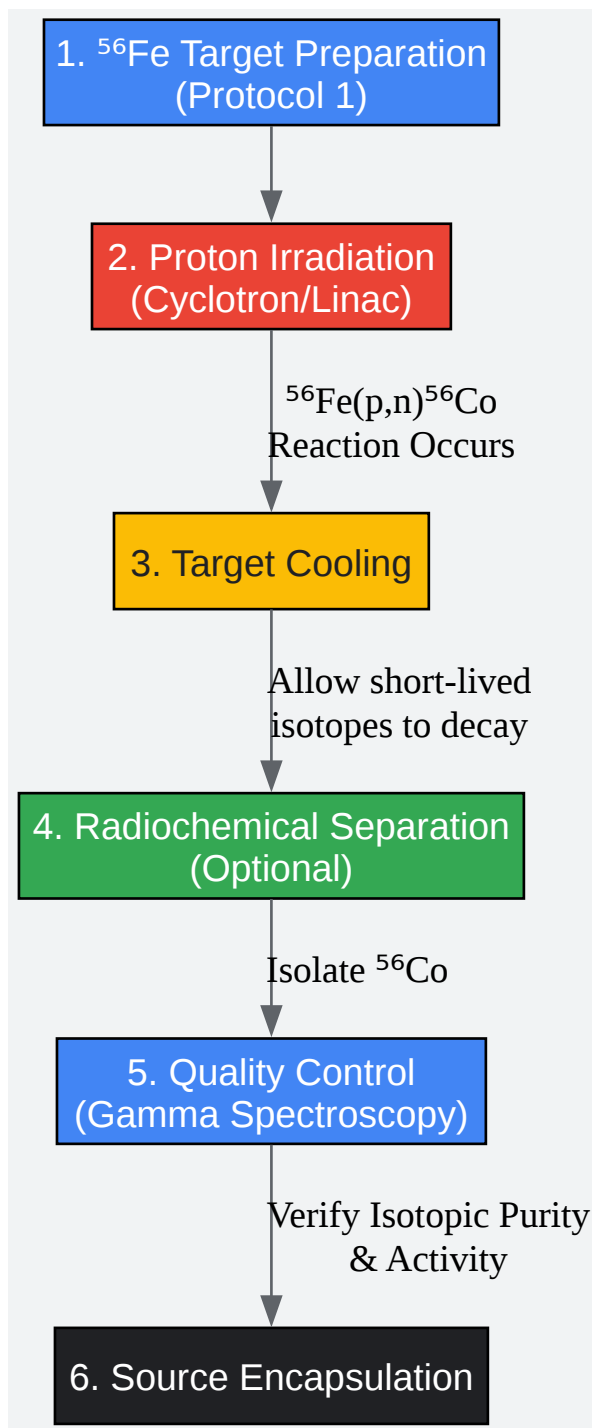 1. ⁵⁶Fe Target Preparation
(Protocol 1)
2. Proton Irradiation
(Cyclotron/Linac)
⁵⁶Fe(p,n)⁵⁶Co
Reaction Occurs
3. Target Cooling
Allow short-lived
isotopes to decay
4. Radiochemical Separation
(Optional)
Isolate ⁵⁶Co
5. Quality Control
(Gamma Spectroscopy)
Verify Isotopic Purity
& Activity
6. Source Encapsulation